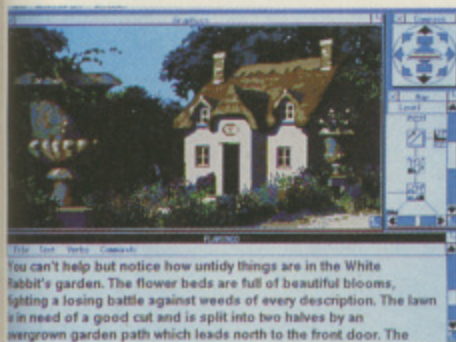 Graphics
Compass
Map
Level
File Text Verbs Commands
You can't help but notice how untidy things are in the White
Rabbit's garden. The flower beds are full of beautiful blooms,
fighting a losing battle against weeds of every description. The lawn
is in need of a good cut and is split into two halves by an
overgrown garden path which leads north to the front door. The